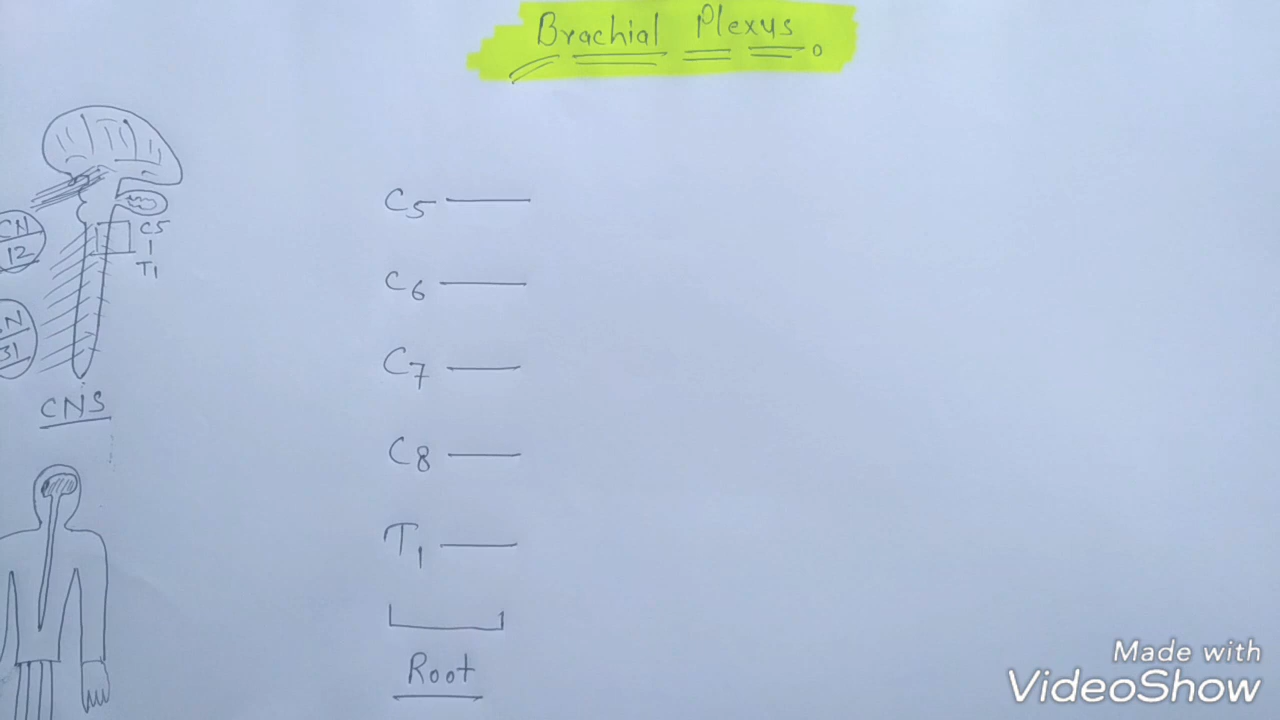 Brachial Plexus.
CN
12
C5
T1
31
CNS
C5
C6
C7
C8
T1
Root
Made with
VideoShow